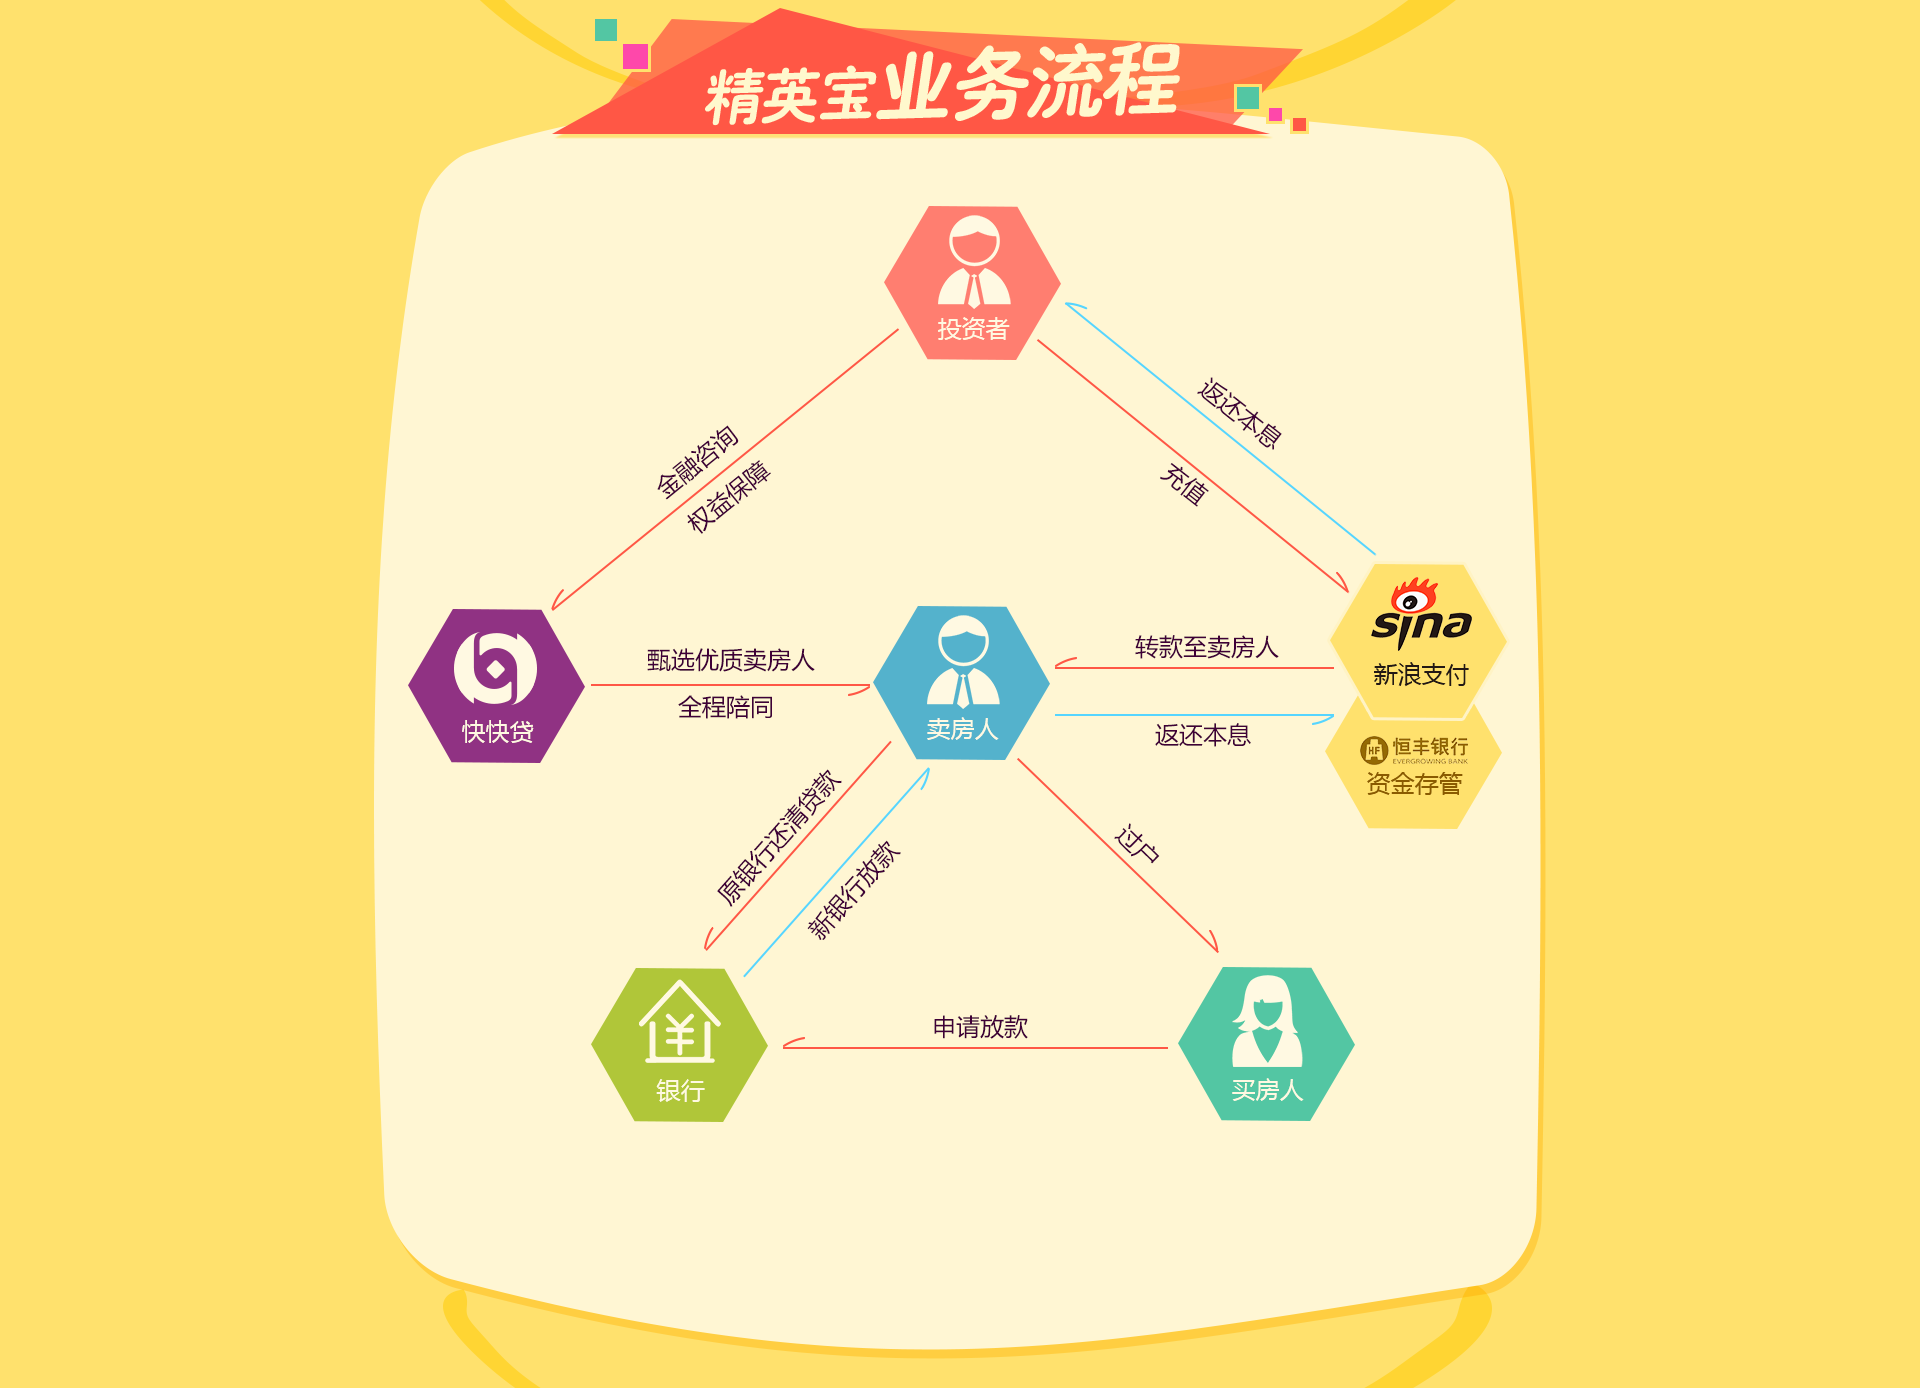 精英宝业务流程
投资者
返还本息
充值
金融咨询
权益保障
sina
新浪支付
恒丰银行
EVERGROWING BANK
资金存管
快快贷
甄选优质卖房人
全程陪同
卖房人
转款至卖房人
返还本息
原银行还清贷款
新银行放款
过户
银行
申请放款
买房人